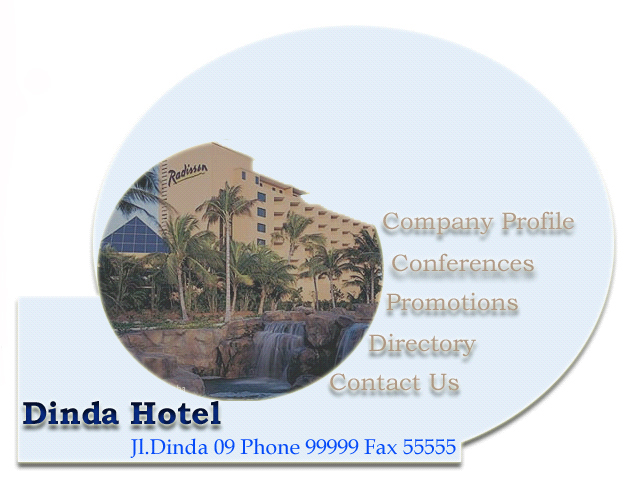 Radisson
Company Profile
Conferences
Promotions
Directory
Contact Us
Dinda Hotel
Jl.Dinda 09 Phone 99999 Fax 55555